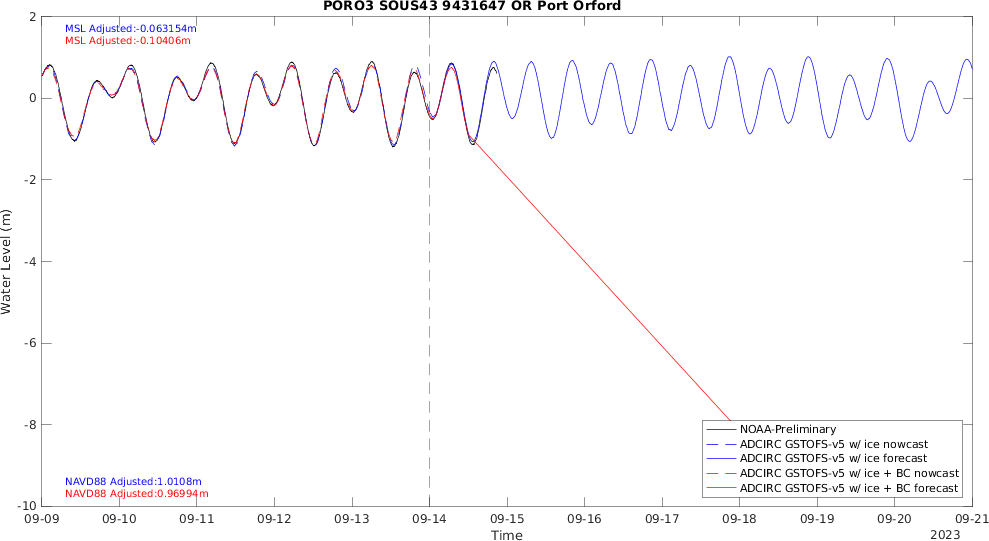 PORO3 SOUS43 9431647 OR Port Orford
MSL Adjusted:-0.063154m
MSL Adjusted:-0.10406m
2
0
-2
-4
-6
-8
-10
Water Level (m)
NAVD88 Adjusted:1.0108m
NAVD88 Adjusted:0.96994m
NOAA-Preliminary
ADCIRC GSTOFS-v5 w/ ice nowcast
ADCIRC GSTOFS-v5 w/ ice forecast
ADCIRC GSTOFS-v5 w/ ice + BC nowcast
ADCIRC GSTOFS-v5 w/ ice + BC forecast
09-09 09-10 09-11 09-12 09-13 09-14 09-15 09-16 09-17 09-18 09-19 09-20 09-21
Time
2023